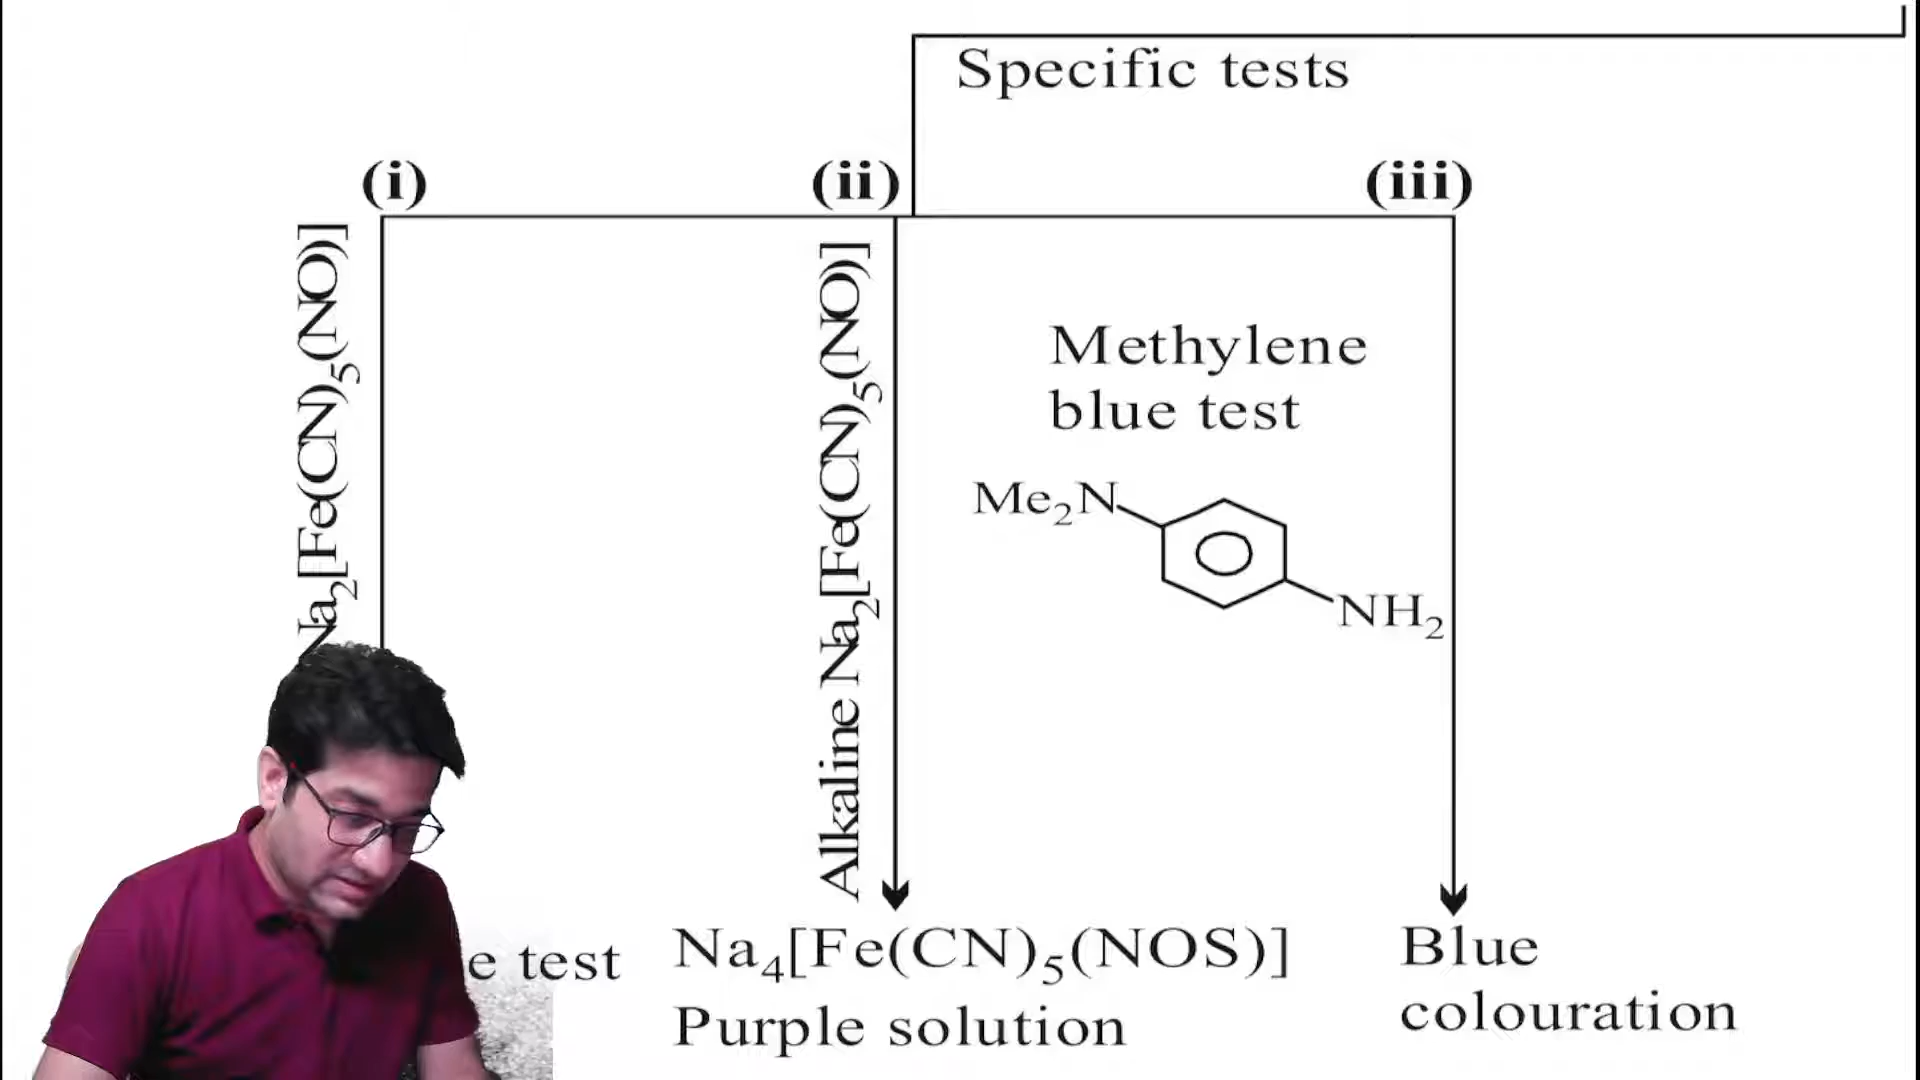 Specific tests
(i)
(ii)
(iii)
Na₂[Fe(CN)₅(NO)]
Alkaline Na₂[Fe(CN)₅(NO)]
Methylene
blue test
Me₂N
NH₂
test
Na₄[Fe(CN)₅(NOS)]
Purple solution
Blue
colouration